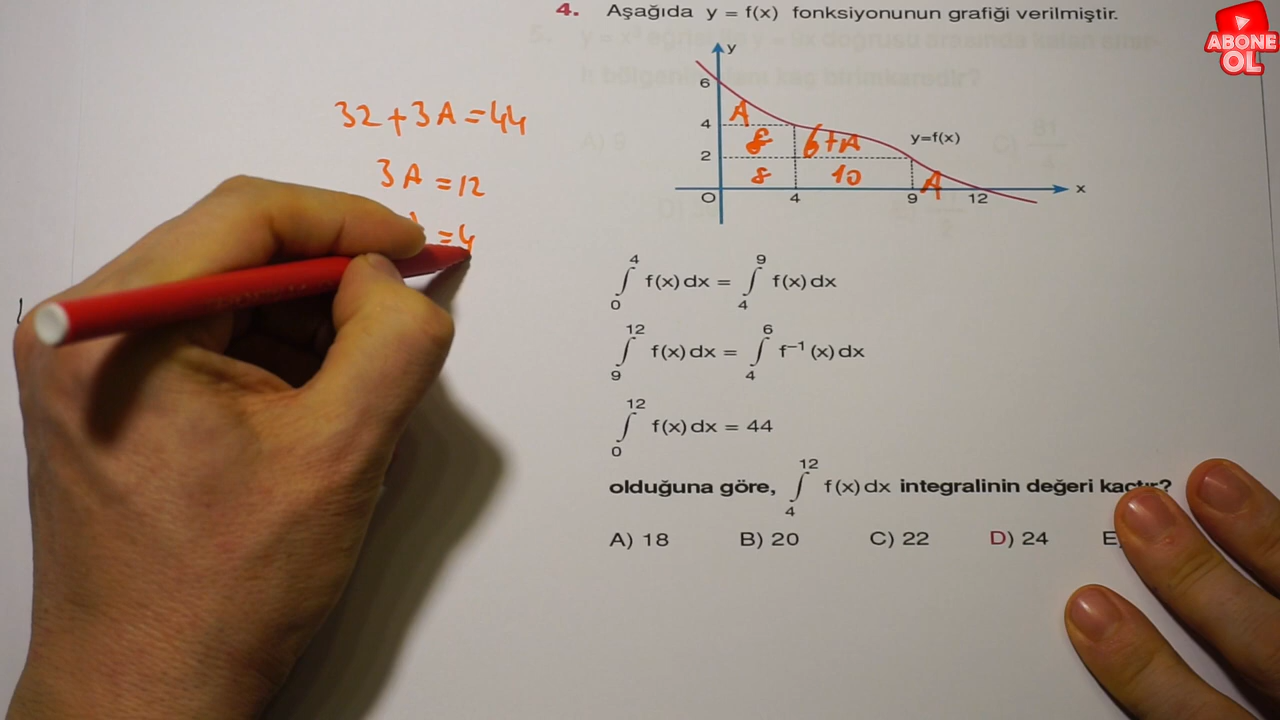 4. Aşağıda y = f(x) fonksiyonunun grafiği verilmiştir.
ABONE
OL
32+3A=44
3A=12
=4
y
6
4
2
O
4
9
12
x
y=f(x)
A
8
6+A
8
10
A
∫₀⁴ f(x) dx = ∫₄⁹ f(x) dx
∫₉¹² f(x) dx = ∫₄⁶ f⁻¹ (x) dx
∫₀¹² f(x) dx = 44
olduğuna göre, ∫₄¹² f(x) dx integralinin değeri kaçtır?
A) 18 B) 20 C) 22 D) 24 E